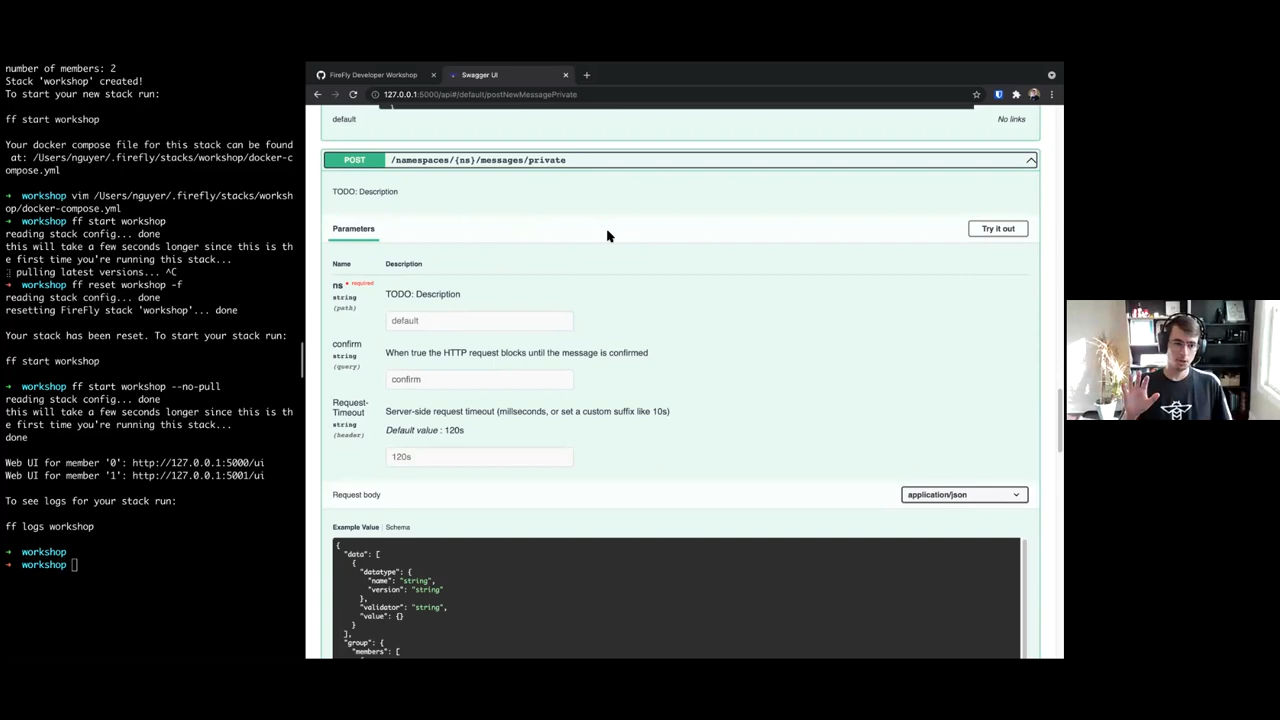 number of members: 2
Stack 'workshop' created!
To start your new stack run:
ff start workshop
Your docker compose file for this stack can be found
at: /Users/nguyer/.firefly/stacks/workshop/docker-c
ompose.yml
➜ workshop vim /Users/nguyer/.firefly/stacks/worksh
op/docker-compose.yml
➜ workshop ff start workshop
reading stack config... done
this will take a few seconds longer since this is th
e first time you're running this stack...
⣸ pulling latest versions... ^C
➜ workshop ff reset workshop -f
reading stack config... done
resetting FireFly stack 'workshop'... done
Your stack has been reset. To start your stack run:
ff start workshop
➜ workshop ff start workshop --no-pull
reading stack config... done
this will take a few seconds longer since this is th
e first time you're running this stack...
done
Web UI for member '0': http://127.0.0.1:5000/ui
Web UI for member '1': http://127.0.0.1:5001/ui
To see logs for your stack run:
ff logs workshop
➜ workshop
➜ workshop
FireFly Developer Workshop
Swagger UI
127.0.0.1:5000/api#/default/postNewMessagePrivate
}
default
No links
POST /namespaces/{ns}/messages/private
TODO: Description
Parameters
Try it out
Name Description
ns * required
string
(path)
TODO: Description
default
confirm
string
(query)
When true the HTTP request blocks until the message is confirmed
confirm
Request-
Timeout
string
(header)
Server-side request timeout (millseconds, or set a custom suffix like 10s)
Default value : 120s
120s
Request body
application/json
Example Value | Schema
{
"data": [
{
"datatype": {
"name": "string",
"version": "string"
},
"validator": "string",
"value": {}
}
],
"group": {
"members": [